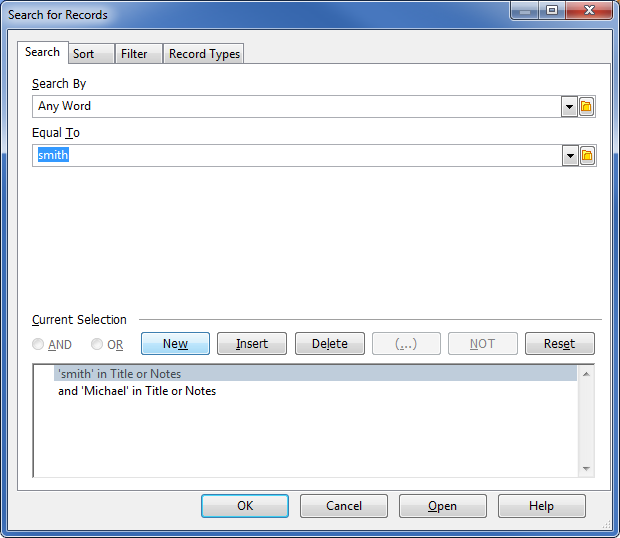 Search for Records
Search Sort Filter Record Types
Search By
Any Word
Equal To
smith
Current Selection
AND OR New Insert Delete (...) NOT Reset
'smith' in Title or Notes
and 'Michael' in Title or Notes
OK Cancel Open Help